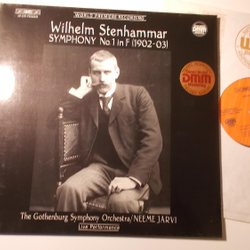 WORLD PREMIERE RECORDING
Wilhelm Stenhammar
SYMPHONY No.1 in F (1902-03)
DMM
The Gothenburg Symphony Orchestra/NEEME JARVI
Live Performance